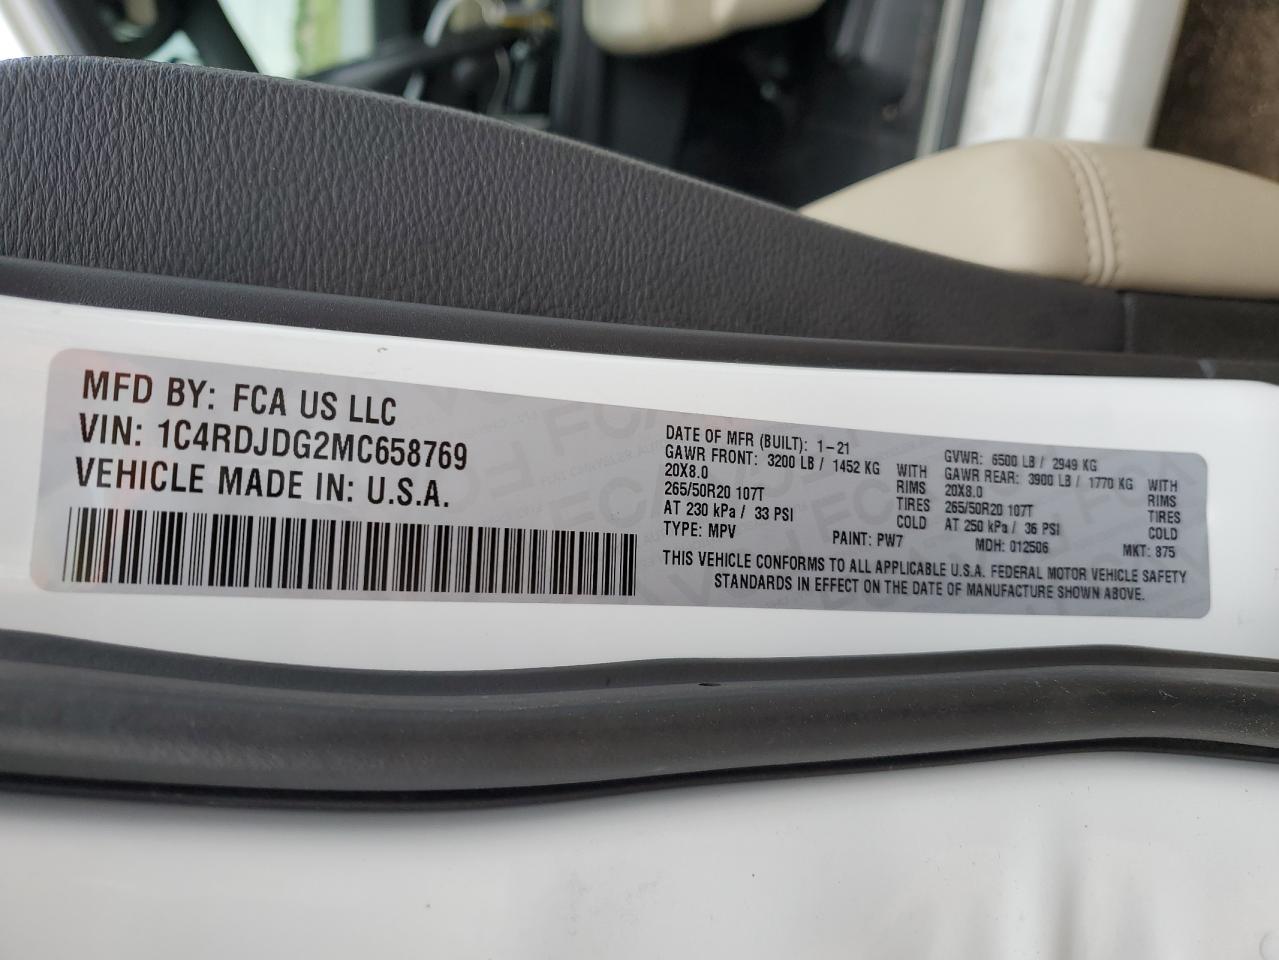 MFD BY: FCA US LLC
VIN: 1C4RDJDG2MC658769
VEHICLE MADE IN: U.S.A.
DATE OF MFR (BUILT): 1-21
GAWR FRONT: 3200 LB / 1452 KG WITH
20X8.0 RIMS
265/50R20 107T TIRES
AT 230 kPa / 33 PSI COLD
TYPE: MPV PAINT: PW7
GVWR: 6500 LB / 2949 KG
GAWR REAR: 3900 LB / 1770 KG WITH
20X8.0 RIMS
265/50R20 107T TIRES
AT 250 kPa / 36 PSI COLD
MDH: 012506 MKT: 875
THIS VEHICLE CONFORMS TO ALL APPLICABLE U.S.A. FEDERAL MOTOR VEHICLE SAFETY
STANDARDS IN EFFECT ON THE DATE OF MANUFACTURE SHOWN ABOVE.